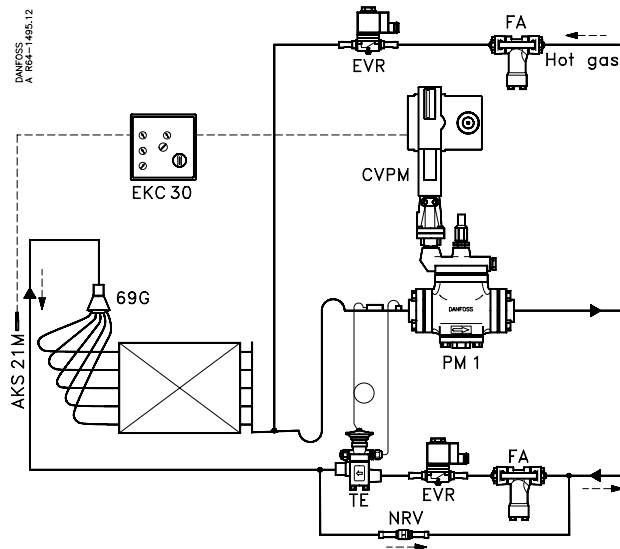 DANFOSS
A R64-1495.12
FA
EVR
Hot gas
CVPM
EKC 30
69G
DANFOSS
AKS 21M
PM 1
FA
TE
EVR
NRV